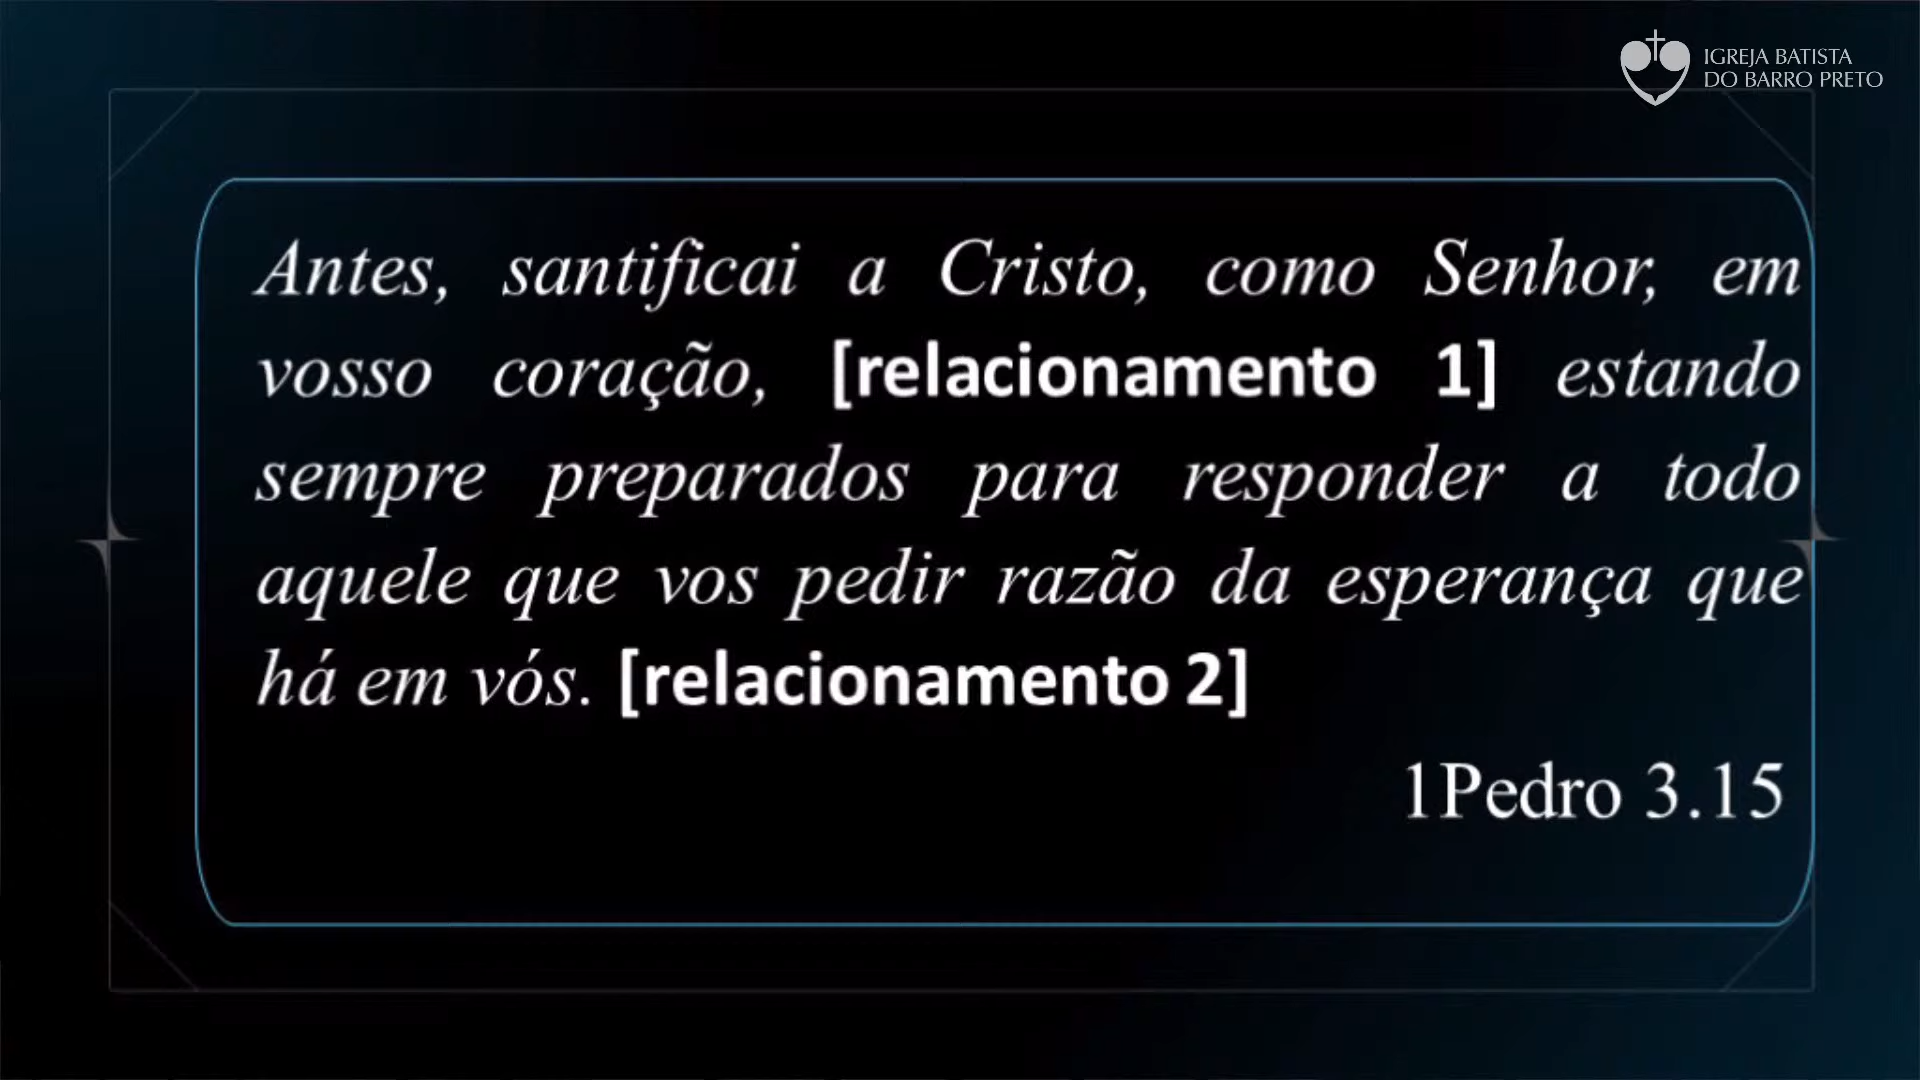 IGREJA BATISTA
DO BARRO PRETO
Antes, santificai a Cristo, como Senhor, em
vosso coração, [relacionamento 1] estando
sempre preparados para responder a todo
aquele que vos pedir razão da esperança que
há em vós. [relacionamento 2]
1Pedro 3.15